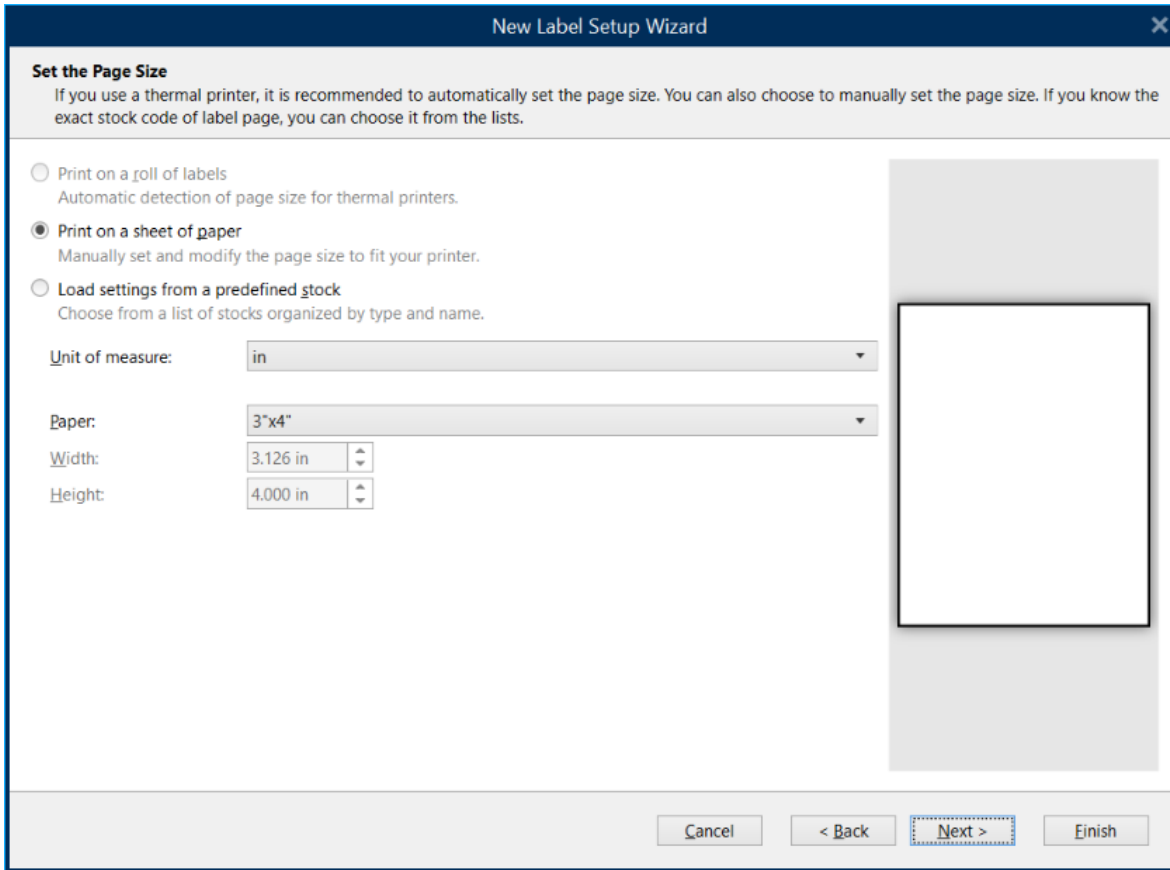 New Label Setup Wizard
Set the Page Size
If you use a thermal printer, it is recommended to automatically set the page size. You can also choose to manually set the page size. If you know the
exact stock code of label page, you can choose it from the lists.
Print on a roll of labels
Automatic detection of page size for thermal printers.
Print on a sheet of paper
Manually set and modify the page size to fit your printer.
Load settings from a predefined stock
Choose from a list of stocks organized by type and name.
Unit of measure: in
Paper: 3"x4"
Width: 3.126 in
Height: 4.000 in
Cancel < Back Next > Finish